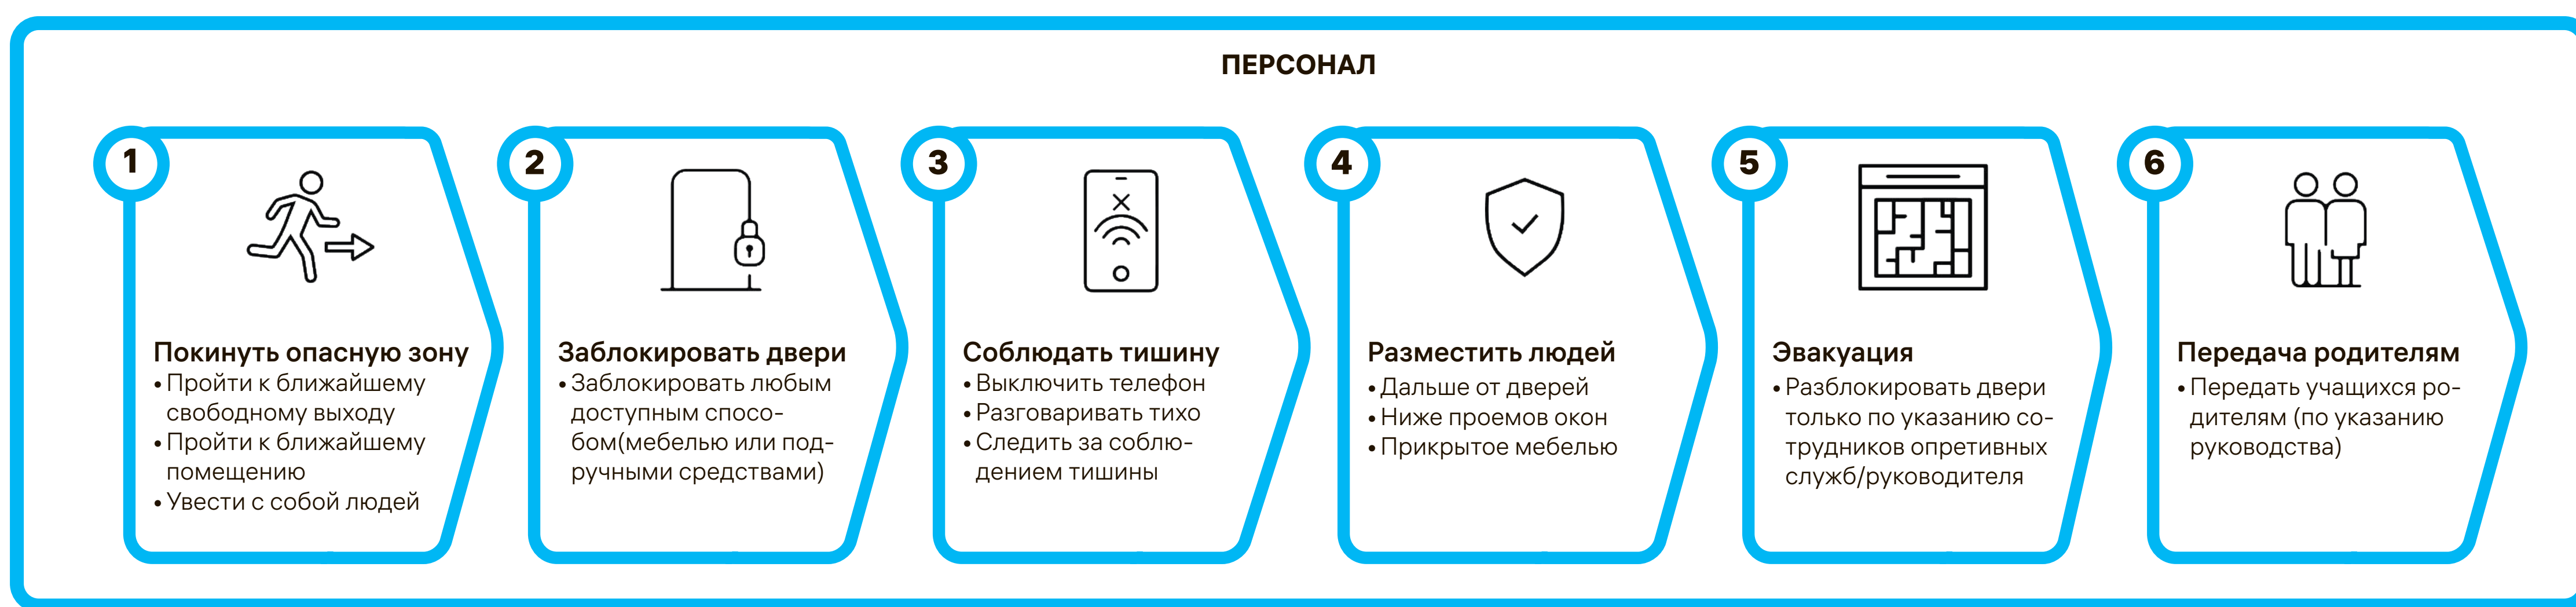 ПЕРСОНАЛ
1
Покинуть опасную зону
• Пройти к ближайшему
свободному выходу
• Пройти к ближайшему
помещению
• Увести с собой людей
2
Заблокировать двери
• Заблокировать любым
доступным спосо-
бом(мебелью или под-
ручными средствами)
3
Соблюдать тишину
• Выключить телефон
• Разговаривать тихо
• Следить за соблю-
дением тишины
4
Разместить людей
• Дальше от дверей
• Ниже проемов окон
• Прикрытое мебелью
5
Эвакуация
• Разблокировать двери
только по указанию со-
трудников опретивных
служб/руководителя
6
Передача родителям
• Передать учащихся ро-
дителям (по указанию
руководства)